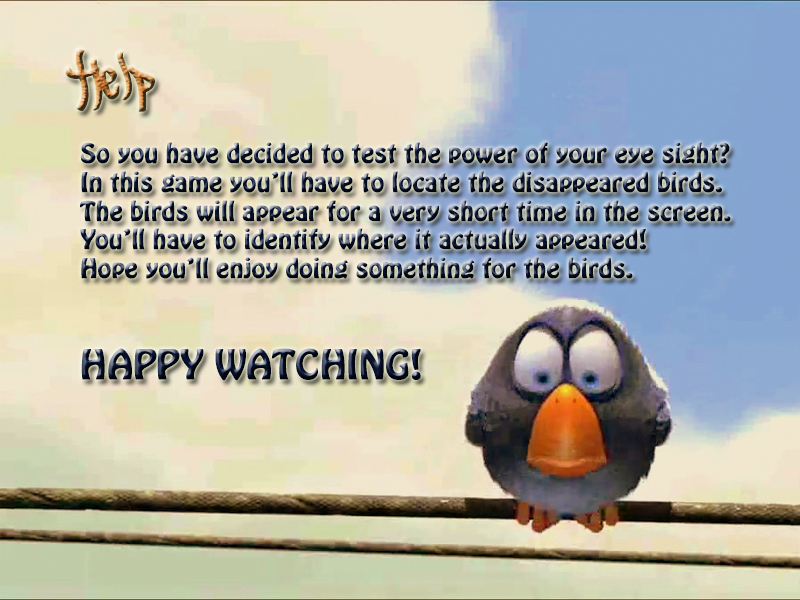 Help
So you have decided to test the power of your eye sight?
In this game you'll have to locate the disappeared birds.
The birds will appear for a very short time in the screen.
You'll have to identify where it actually appeared!
Hope you'll enjoy doing something for the birds.
HAPPY WATCHING!